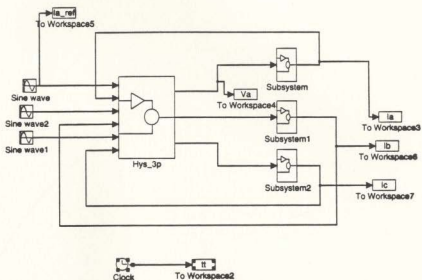 Ia_ref
To Workspace5
Sine wave
Sine wave2
Sine wave1
Hys_3p
Va
To Workspace4
Subsystem
Subsystem1
Subsystem2
Ia
To Workspace3
Ib
To Workspace6
Ic
To Workspace7
Clock
tt
To Workspace2